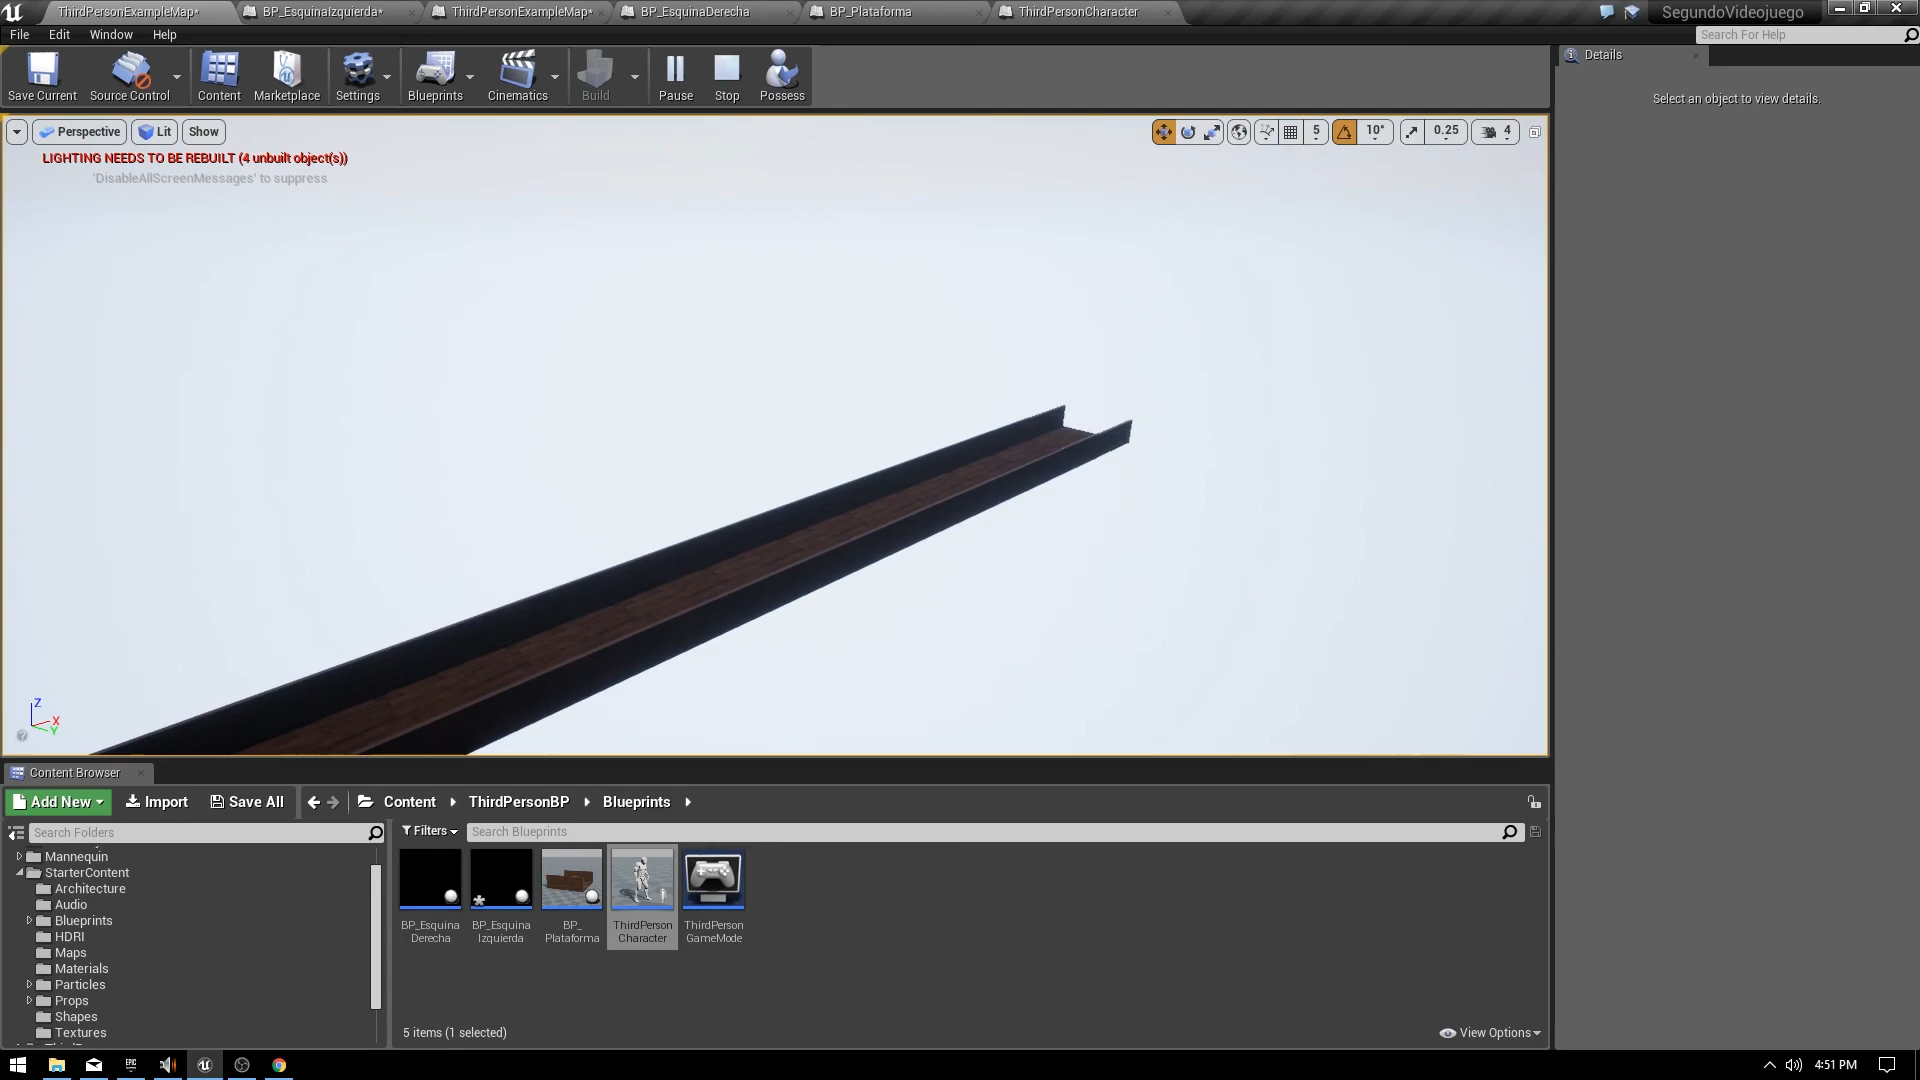 ThirdPersonExampleMap*
BP_EsquinaIzquierda*
ThirdPersonExampleMap*
BP_EsquinaDerecha
BP_Plataforma
ThirdPersonCharacter
SegundoVideojuego
File Edit Window Help
Search For Help
Save Current
Source Control
Content
Marketplace
Settings
Blueprints
Cinematics
Build
Pause
Stop
Possess
Details
Select an object to view details.
Perspective
Lit
Show
5
10°
0.25
4
LIGHTING NEEDS TO BE REBUILT (4 unbuilt object(s))
'DisableAllScreenMessages' to suppress
Z
X
Y
Content Browser
Add New
Import
Save All
Content
ThirdPersonBP
Blueprints
Search Folders
Filters
Search Blueprints
Mannequin
StarterContent
Architecture
Audio
Blueprints
HDRI
Maps
Materials
Particles
Props
Shapes
Textures
BP_Esquina
Derecha
BP_Esquina
Izquierda
BP_
Plataforma
ThirdPerson
Character
ThirdPerson
GameMode
5 items (1 selected)
View Options
EPIC
4:51 PM